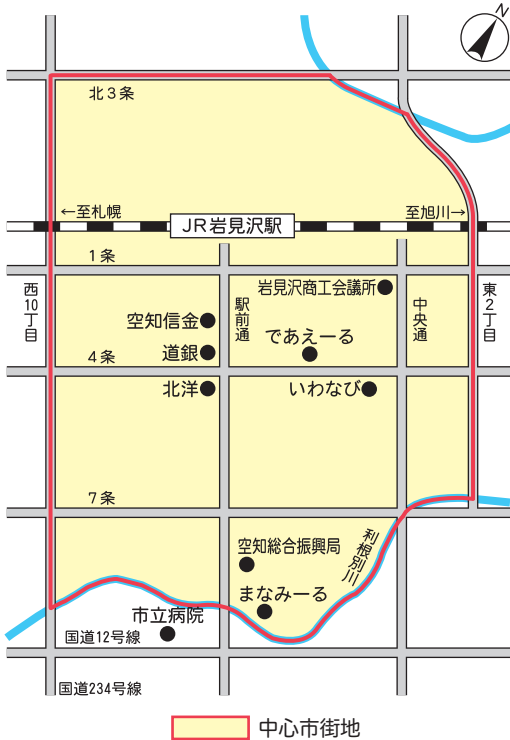 N
北3条
←至札幌
JR岩見沢駅
至旭川→
1条
西10丁目
駅前通
岩見沢商工会議所
中央通
東2丁目
空知信金
であえーる
道銀
4条
北洋
いわなび
7条
利根別川
空知総合振興局
まなみーる
市立病院
国道12号線
国道234号線
中心市街地